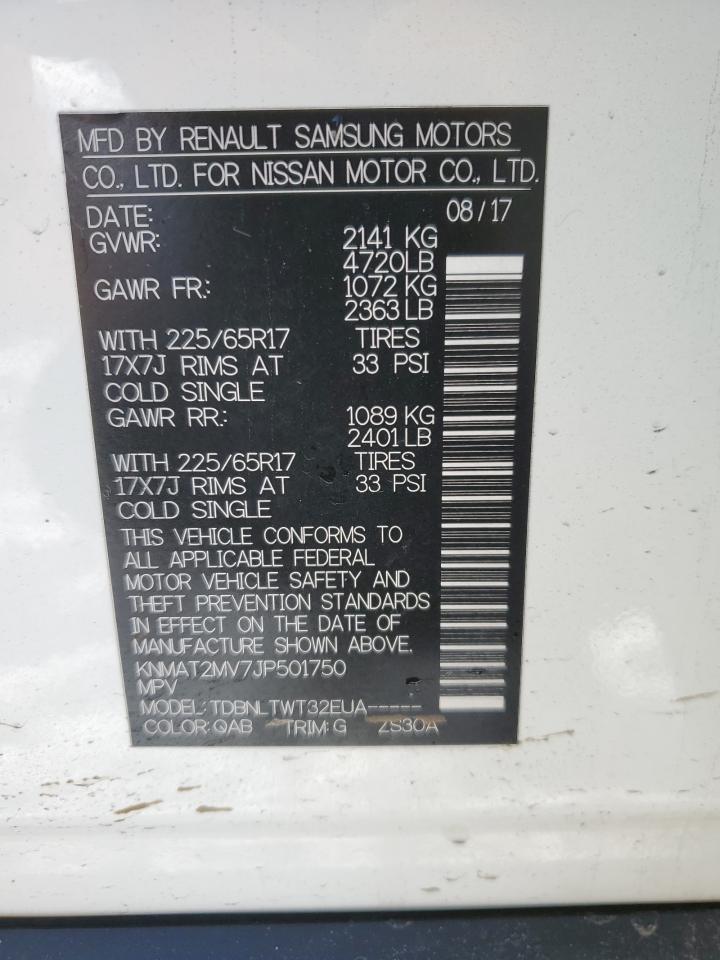 MFD BY RENAULT SAMSUNG MOTORS
CO., LTD. FOR NISSAN MOTOR CO., LTD.
DATE: 08/17
GVWR: 2141 KG
4720LB
GAWR FR.: 1072 KG
2363 LB
WITH 225/65R17 TIRES
17X7J RIMS AT 33 PSI
COLD SINGLE
GAWR RR.: 1089 KG
2401 LB
WITH 225/65R17 TIRES
17X7J RIMS AT 33 PSI
COLD SINGLE
THIS VEHICLE CONFORMS TO
ALL APPLICABLE FEDERAL
MOTOR VEHICLE SAFETY AND
THEFT PREVENTION STANDARDS
IN EFFECT ON THE DATE OF
MANUFACTURE SHOWN ABOVE.
KNMAT2MV7JP501750
MPV
MODEL: TDBNLTWT32EUA-----
COLOR: QAB TRIM: G 2S30A